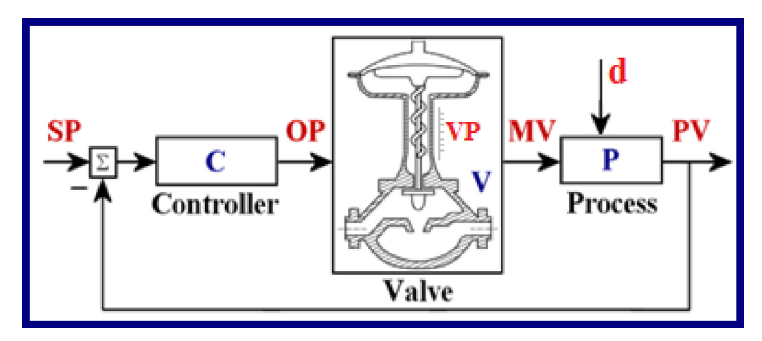 SP
Σ
−
C
Controller
OP
VP
V
Valve
MV
d
P
Process
PV